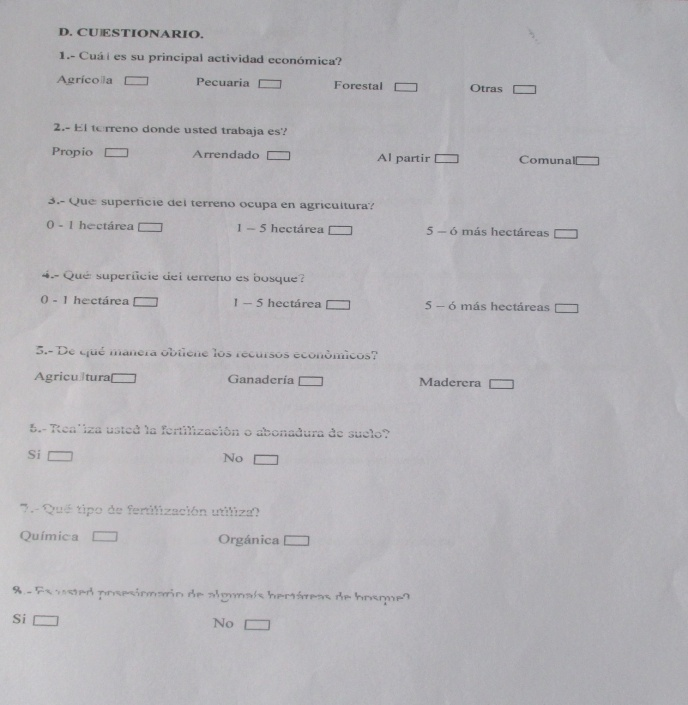 D. CUESTIONARIO.
1.- Cuál es su principal actividad económica?
Agrícola Pecuaria Forestal Otras
2.- El terreno donde usted trabaja es?
Propio Arrendado Al partir Comunal
3.- Que superficie del terreno ocupa en agricultura?
0 - 1 hectárea 1 – 5 hectárea 5 – ó más hectáreas
4.- Qué superficie del terreno es bosque?
0 - 1 hectárea 1 – 5 hectárea 5 – ó más hectáreas
5.- De qué manera obtiene los recursos económicos?
Agricultura Ganadería Maderera
6.- Realiza usted la fertilización o abonadura de suelo?
Si No
7.- Qué tipo de fertilización utiliza?
Química Orgánica
8.- Es usted posesionario de algunas hectáreas de bosque?
Si No